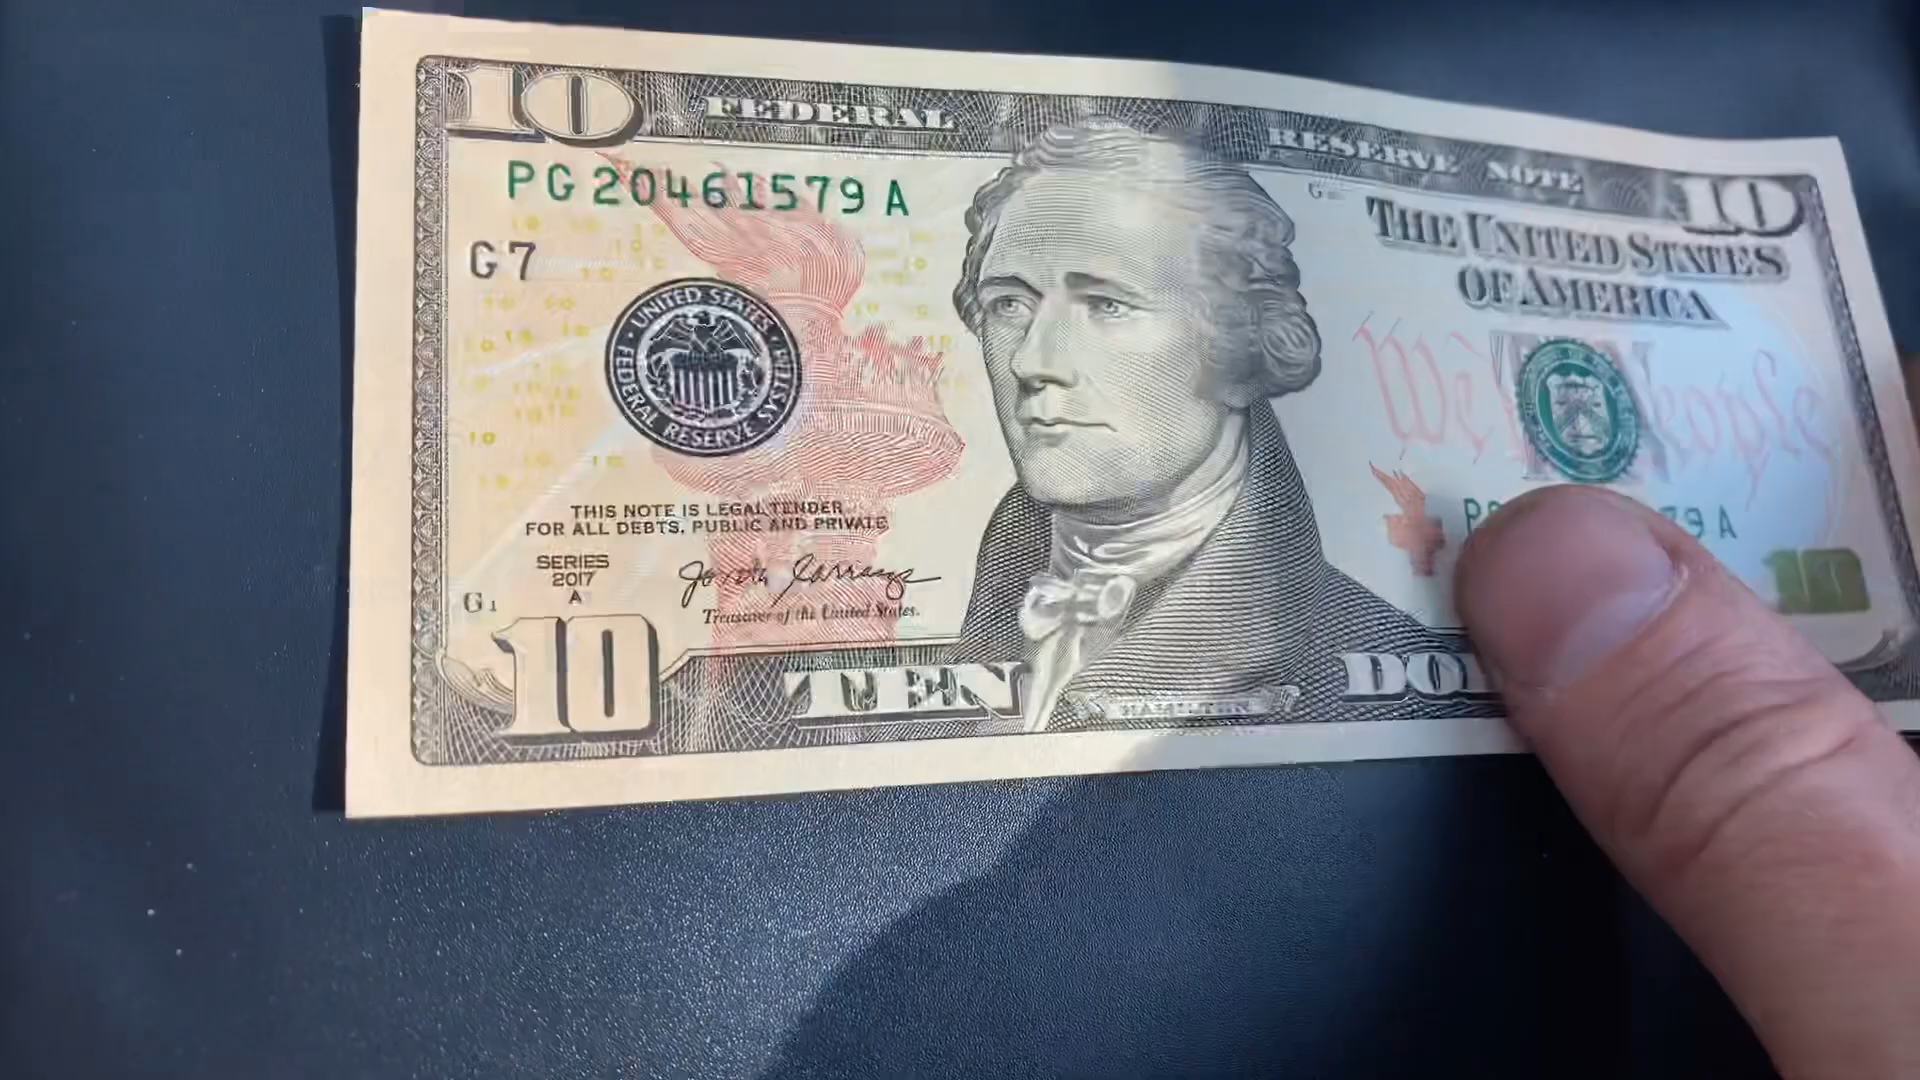 10 FEDERAL RESERVE NOTE 10
PG 20461579 A
G7
UNITED STATES FEDERAL RESERVE SYSTEM
THE UNITED STATES
OF AMERICA
We People
THIS NOTE IS LEGAL TENDER
FOR ALL DEBTS, PUBLIC AND PRIVATE
SERIES
2017
A
Treasurer of the United States.
G1
79 A
10
10 TEN